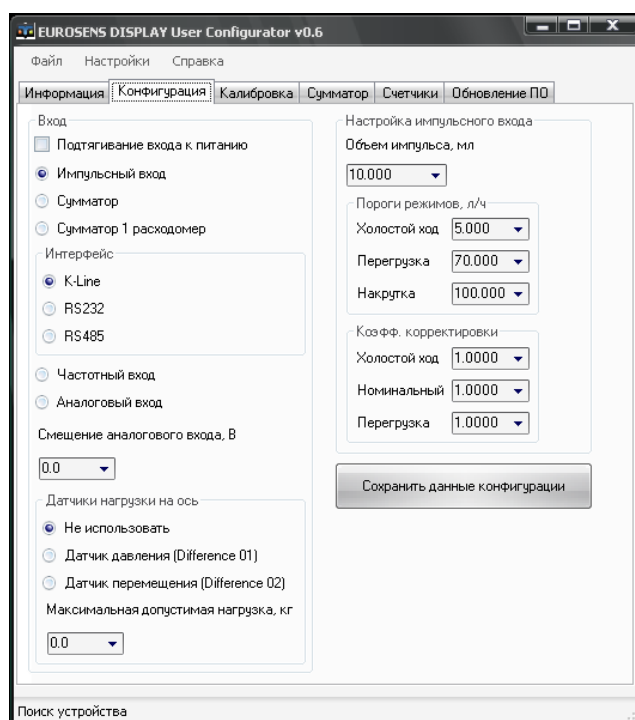 EUROSENS DISPLAY User Configurator v0.6
Файл Настройки Справка
Информация Конфигурация Калибровка Сумматор Счетчики Обновление ПО
Вход
Подтягивание входа к питанию
Импульсный вход
Сумматор
Сумматор 1 расходомер
Интерфейс
K-Line
RS232
RS485
Частотный вход
Аналоговый вход
Смещение аналогового входа, В
0.0
Датчики нагрузки на ось
Не использовать
Датчик давления (Difference 01)
Датчик перемещения (Difference 02)
Максимальная допустимая нагрузка, кг
0.0
Настройка импульсного входа
Объем импульса, мл
10.000
Пороги режимов, л/ч
Холостой ход 5.000
Перегрузка 70.000
Накрутка 100.000
Коэфф. корректировки
Холостой ход 1.0000
Номинальный 1.0000
Перегрузка 1.0000
Сохранить данные конфигурации
Поиск устройства